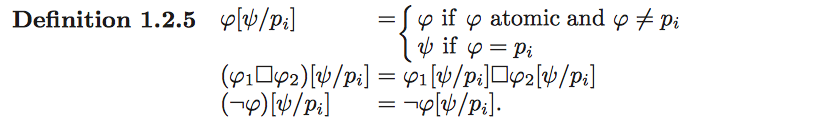 Definition 1.2.5 φ[ψ/pᵢ] = { φ if φ atomic and φ ≠ pᵢ
ψ if φ = pᵢ
(φ₁□φ₂)[ψ/pᵢ] = φ₁[ψ/pᵢ]□φ₂[ψ/pᵢ]
(¬φ)[ψ/pᵢ] = ¬φ[ψ/pᵢ].